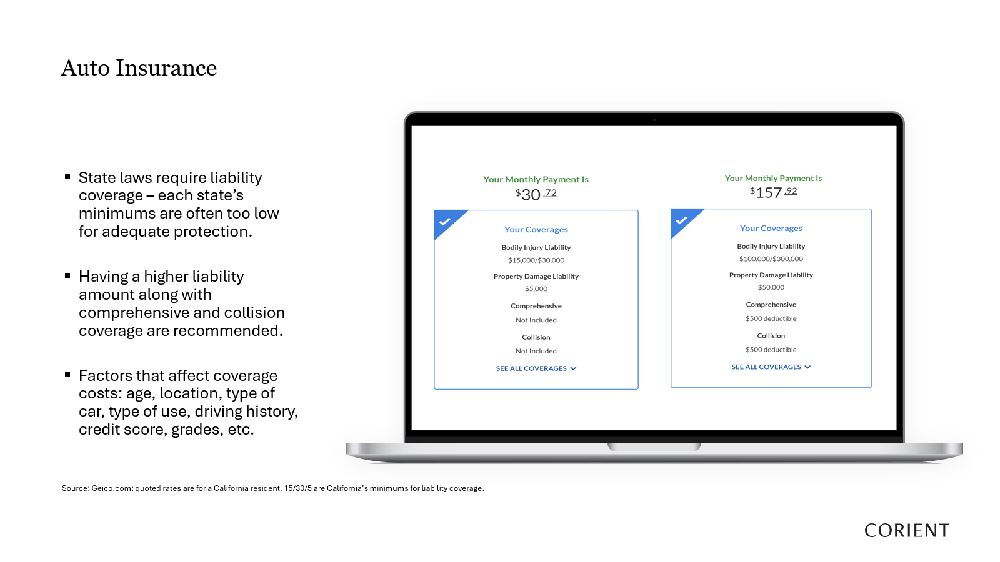 Auto Insurance
▪ State laws require liability
coverage – each state’s
minimums are often too low
for adequate protection.
▪ Having a higher liability
amount along with
comprehensive and collision
coverage are recommended.
▪ Factors that affect coverage
costs: age, location, type of
car, type of use, driving history,
credit score, grades, etc.
Your Monthly Payment Is
$30.72
Your Coverages
Bodily Injury Liability
$15,000/$30,000
Property Damage Liability
$5,000
Comprehensive
Not Included
Collision
Not Included
SEE ALL COVERAGES
Your Monthly Payment Is
$157.92
Your Coverages
Bodily Injury Liability
$100,000/$300,000
Property Damage Liability
$50,000
Comprehensive
$500 deductible
Collision
$500 deductible
SEE ALL COVERAGES
Source: Geico.com; quoted rates are for a California resident. 15/30/5 are California’s minimums for liability coverage.
CORIENT